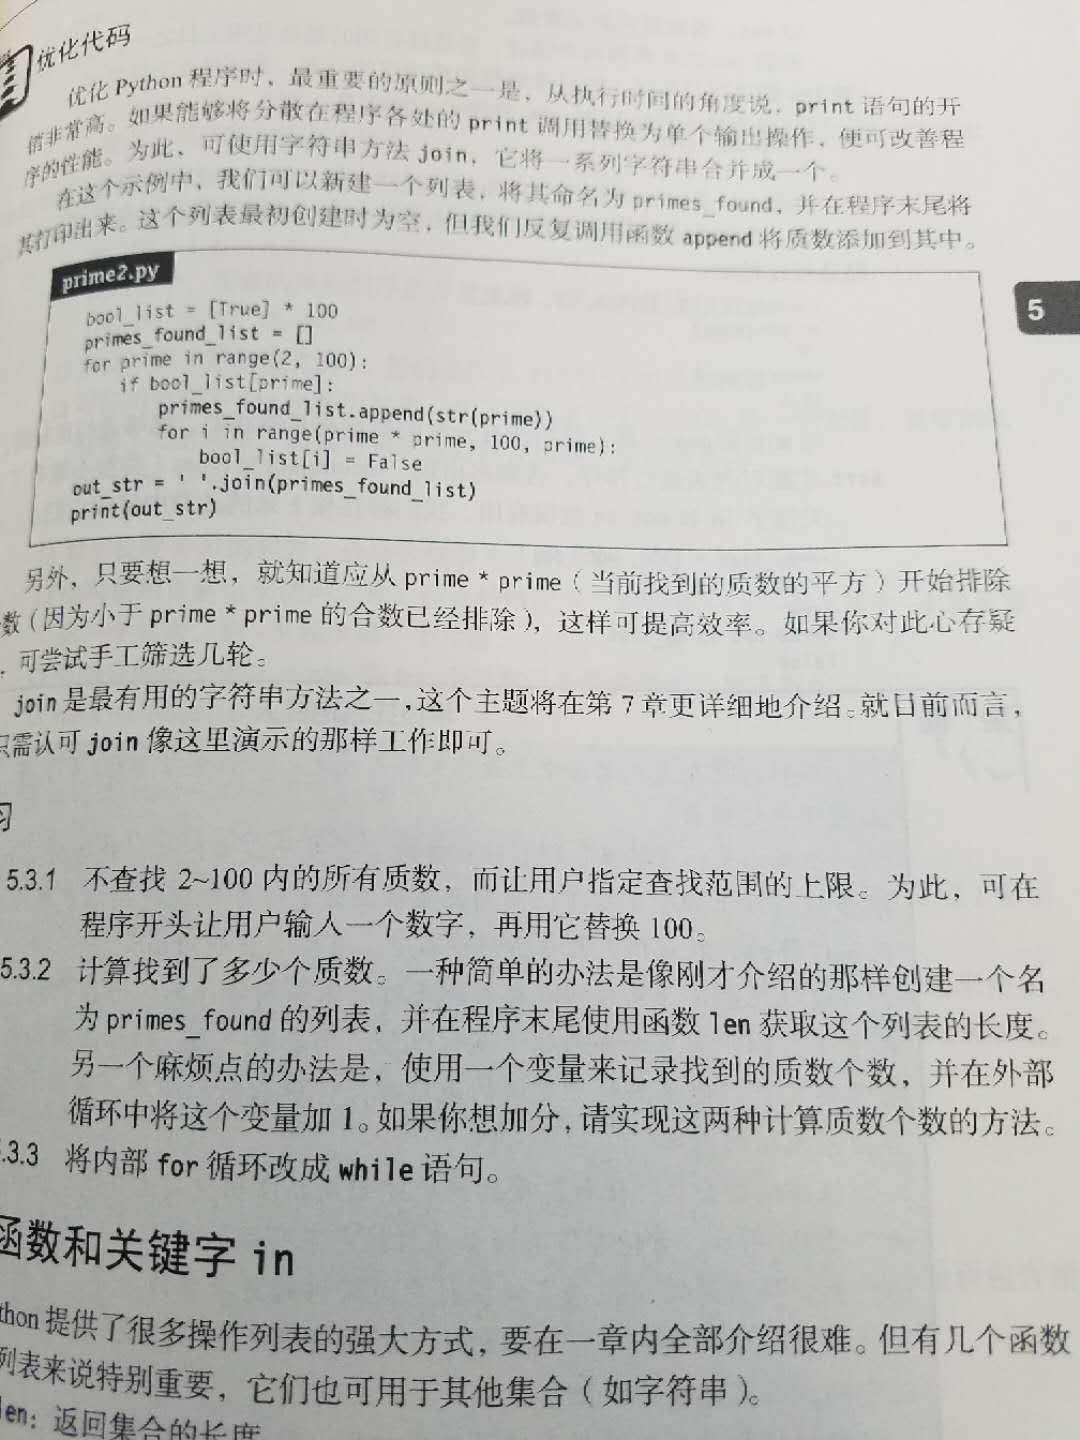 优化代码
优化 Python 程序时，最重要的原则之一是，从执行时间的角度说，print 语句的开
销非常高。如果能够将分散在程序各处的 print 调用替换为单个输出操作，便可改善程
序的性能。为此，可使用字符串方法 join，它将一系列字符串合并成一个。
在这个示例中，我们可以新建一个列表，将其命名为 primes_found，并在程序末尾将
其打印出来。这个列表最初创建时为空，但我们反复调用函数 append 将质数添加到其中。
prime2.py
5
bool_list = [True] * 100
primes_found_list = []
for prime in range(2, 100):
if bool_list[prime]:
primes_found_list.append(str(prime))
for i in range(prime * prime, 100, prime):
bool_list[i] = False
out_str = ' '.join(primes_found_list)
print(out_str)
另外，只要想一想，就知道应从 prime * prime（当前找到的质数的平方）开始排除
数（因为小于 prime * prime 的合数已经排除），这样可提高效率。如果你对此心存疑
，可尝试手工筛选几轮。
join 是最有用的字符串方法之一，这个主题将在第 7 章更详细地介绍。就目前而言，
只需认可 join 像这里演示的那样工作即可。
习
5.3.1 不查找 2~100 内的所有质数，而让用户指定查找范围的上限。为此，可在
程序开头让用户输入一个数字，再用它替换 100。
5.3.2 计算找到了多少个质数。一种简单的办法是像刚才介绍的那样创建一个名
为 primes_found 的列表，并在程序末尾使用函数 len 获取这个列表的长度。
另一个麻烦点的办法是，使用一个变量来记录找到的质数个数，并在外部
循环中将这个变量加 1。如果你想加分，请实现这两种计算质数个数的方法。
.3.3 将内部 for 循环改成 while 语句。
函数和关键字 in
thon 提供了很多操作列表的强大方式，要在一章内全部介绍很难。但有几个函数
列表来说特别重要，它们也可用于其他集合（如字符串）。
len：返回集合的长度